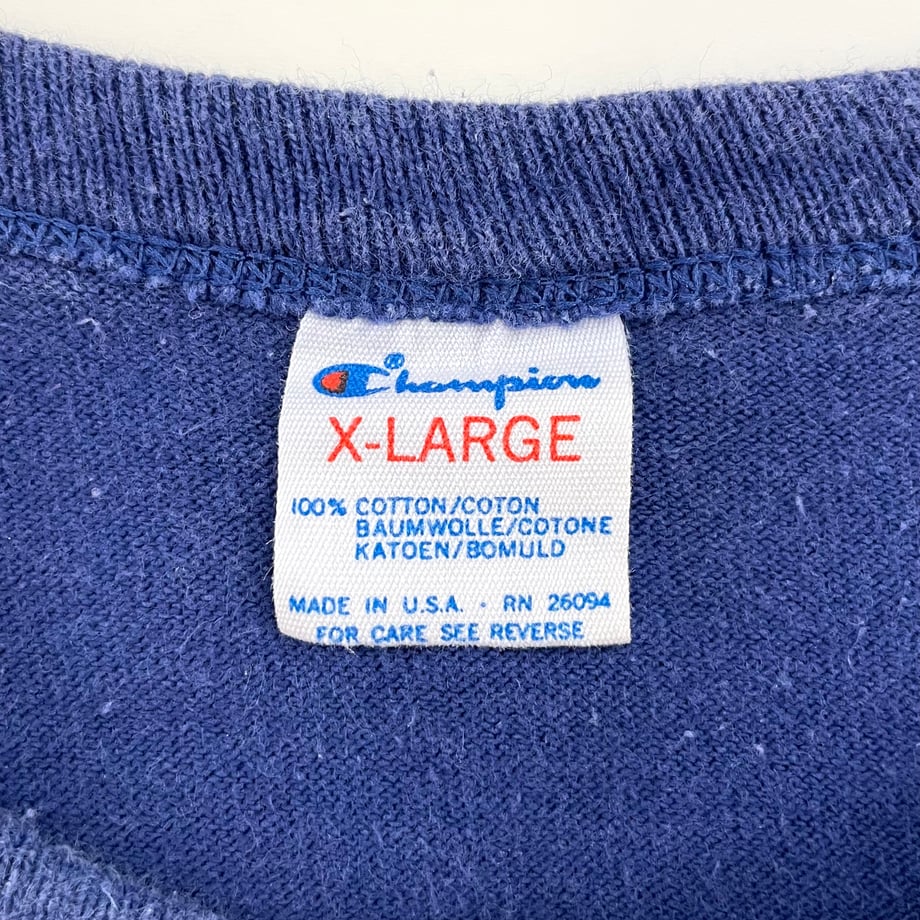 Champion®
X-LARGE
100% COTTON/COTON
BAUMWOLLE/COTONE
KATOEN/BOMULD
MADE IN U.S.A. · RN 26094
FOR CARE SEE REVERSE